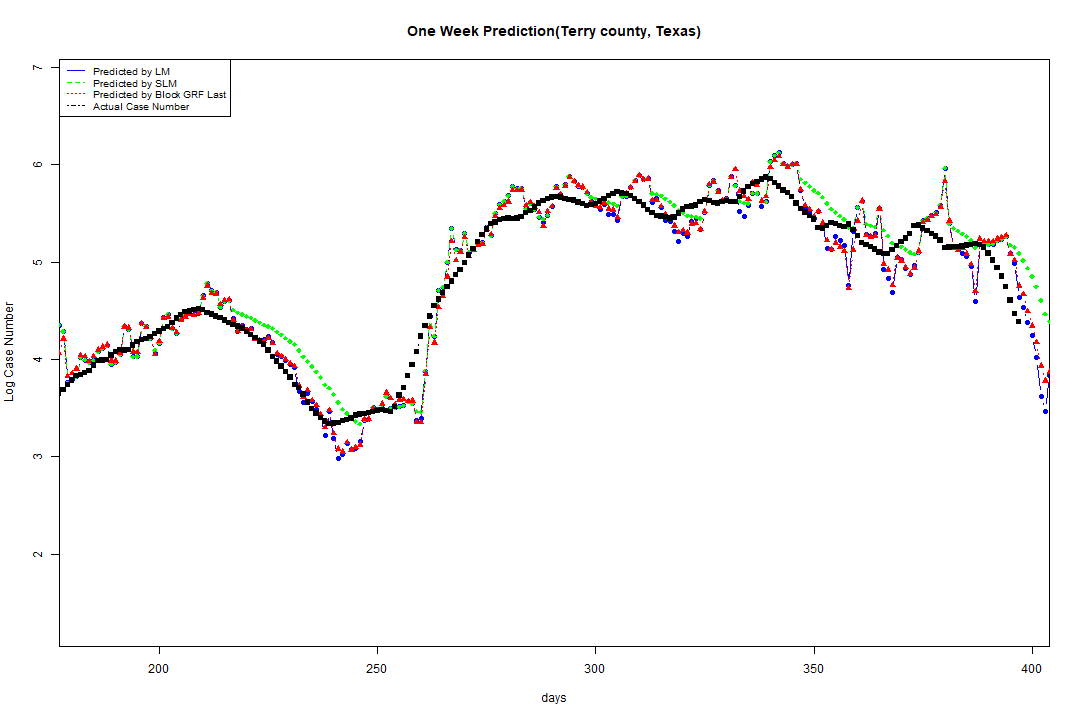 One Week Prediction(Terry county, Texas)
Predicted by LM
Predicted by SLM
Predicted by Block GRF Last
Actual Case Number
7
6
5
4
3
2
Log Case Number
200 250 300 350 400
days